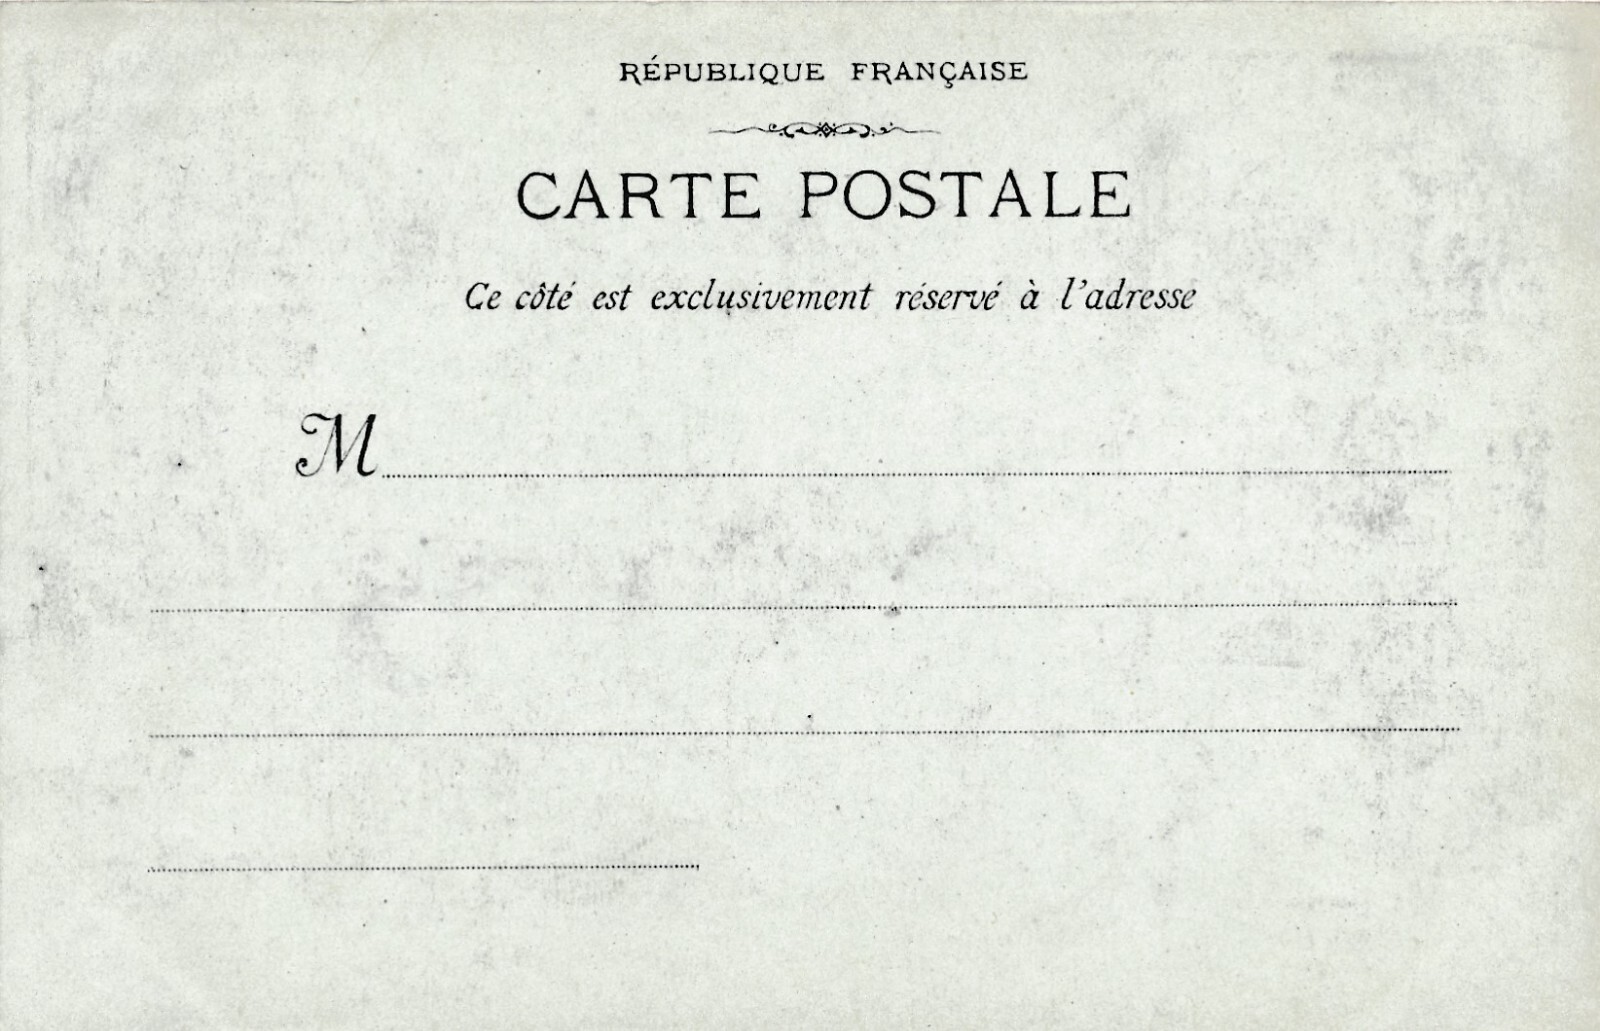 RÉPUBLIQUE FRANÇAISE
CARTE POSTALE
Ce côté est exclusivement réservé à l'adresse
M